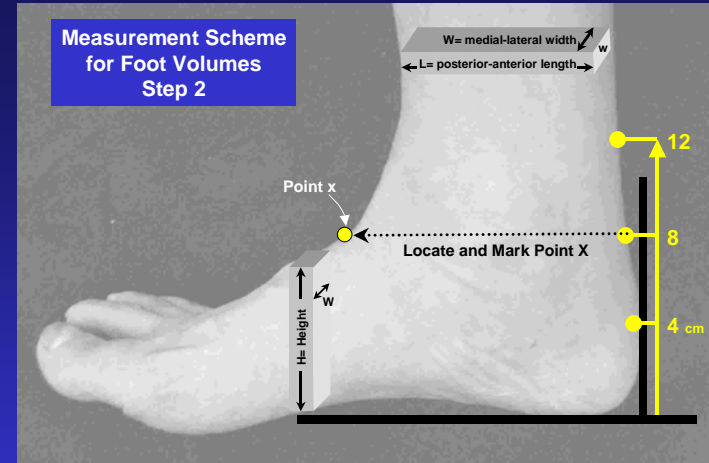 Measurement Scheme
for Foot Volumes
Step 2
W= medial-lateral width
W
L= posterior-anterior length
12
Point x
8
Locate and Mark Point X
W
H= Height
4 cm